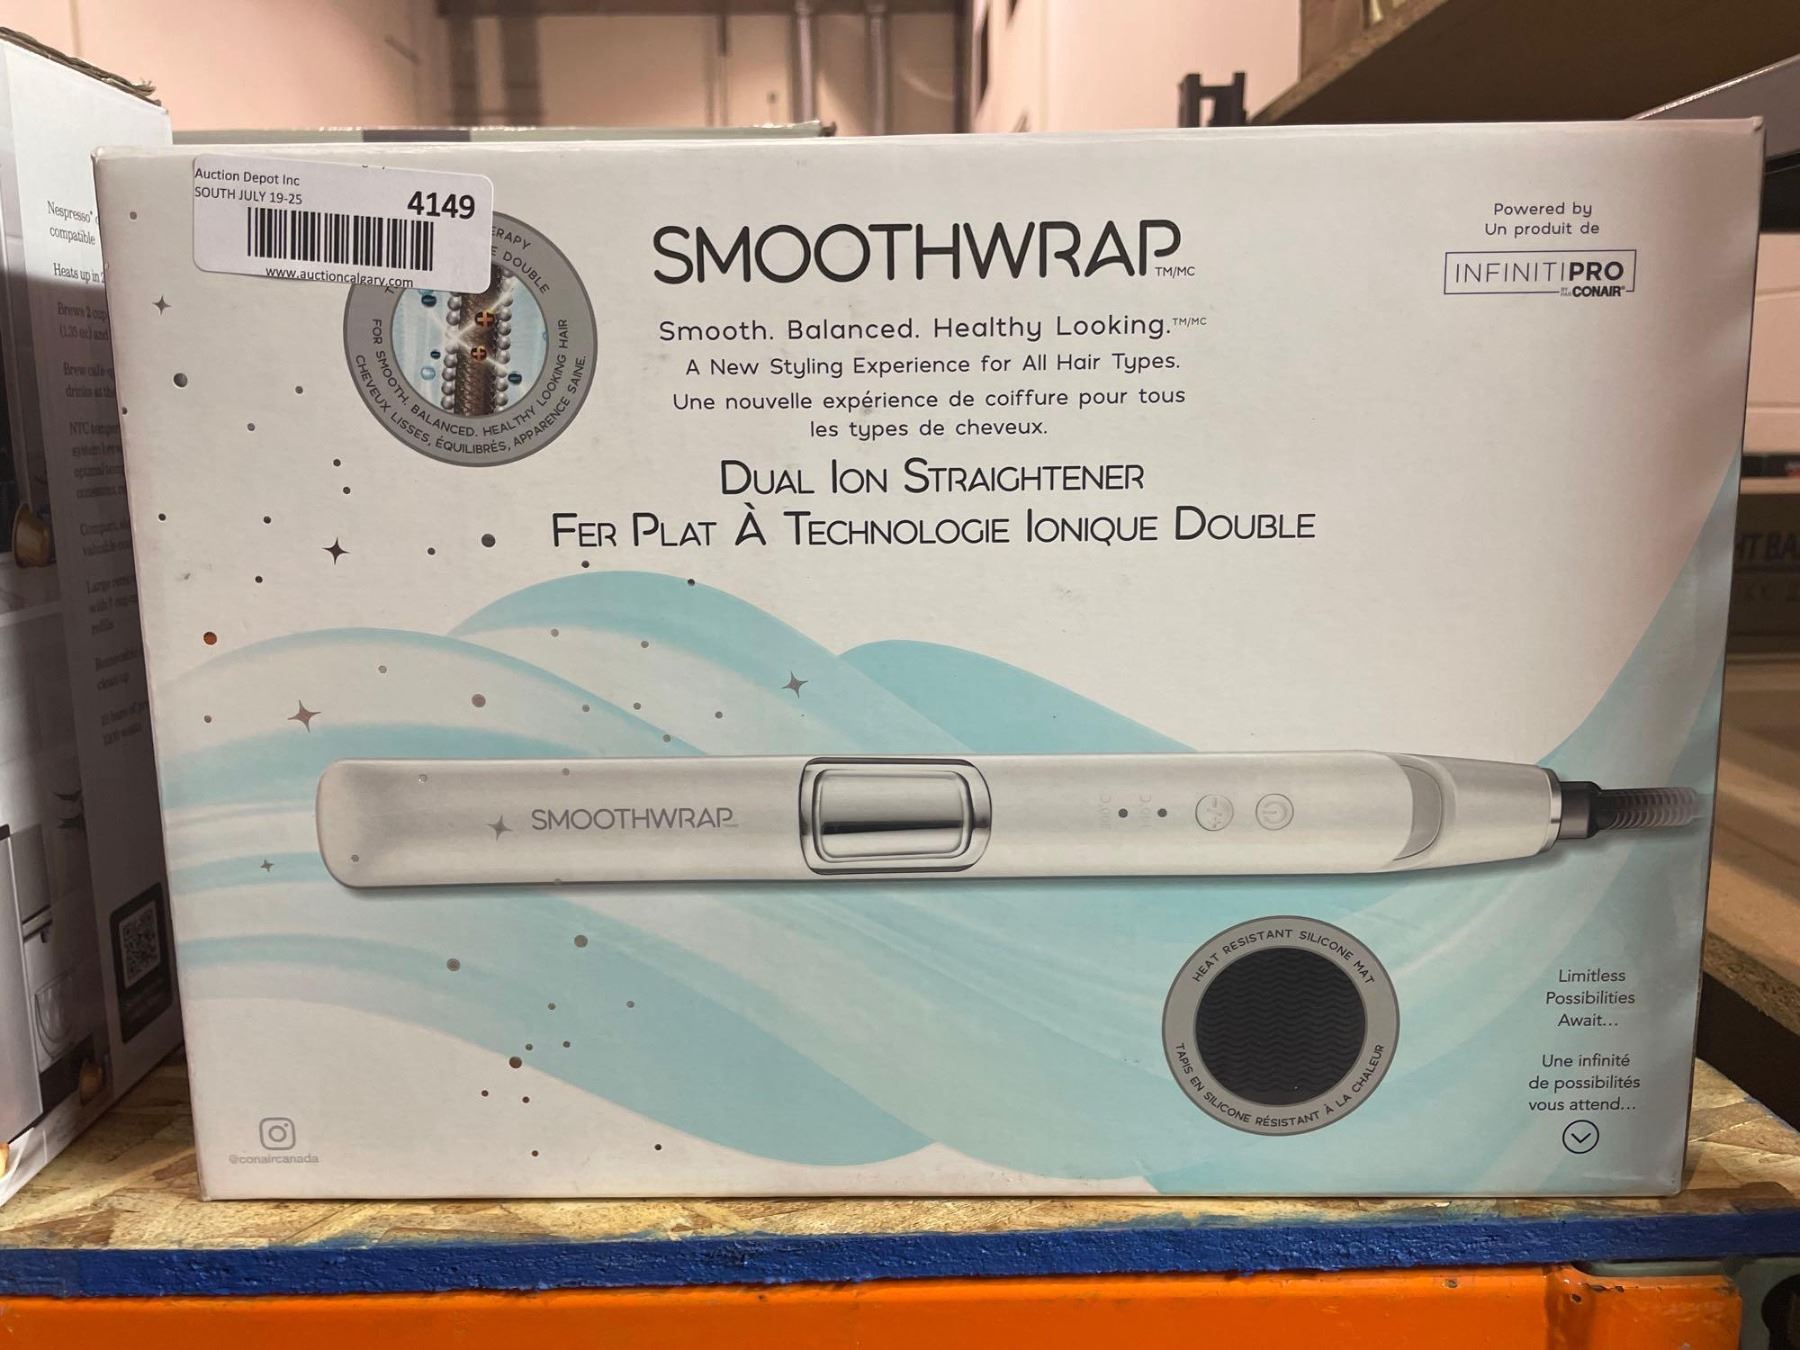 Auction Depot Inc
SOUTH JULY 19-25
4149
www.auctioncalgary.com
DOUBLE
FOR SMOOTH. BALANCED. HEALTHY LOOKING HAIR
CHEVEUX LISSES, ÉQUILIBRÉS, APPARENCE SAINE.
SMOOTHWRAP TM/MC
Smooth. Balanced. Healthy Looking.TM/MC
A New Styling Experience for All Hair Types.
Une nouvelle expérience de coiffure pour tous
les types de cheveux.
DUAL ION STRAIGHTENER
FER PLAT À TECHNOLOGIE IONIQUE DOUBLE
Powered by
Un produit de
INFINITIPRO
CONAIR
SMOOTHWRAP
HEAT RESISTANT SILICONE MAT
TAPIS EN SILICONE RÉSISTANT À LA CHALEUR
Limitless
Possibilities
Await...
Une infinité
de possibilités
vous attend...
@conaircanada
Nespresso
compatible
Heats up in